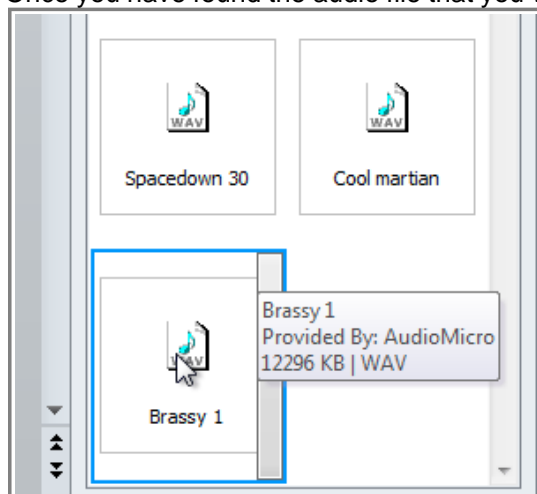 Once you have found the audio file that you
WAV
WAV
Spacedown 30
Cool martian
WAV
Brassy 1
Provided By: AudioMicro
12296 KB | WAV
Brassy 1